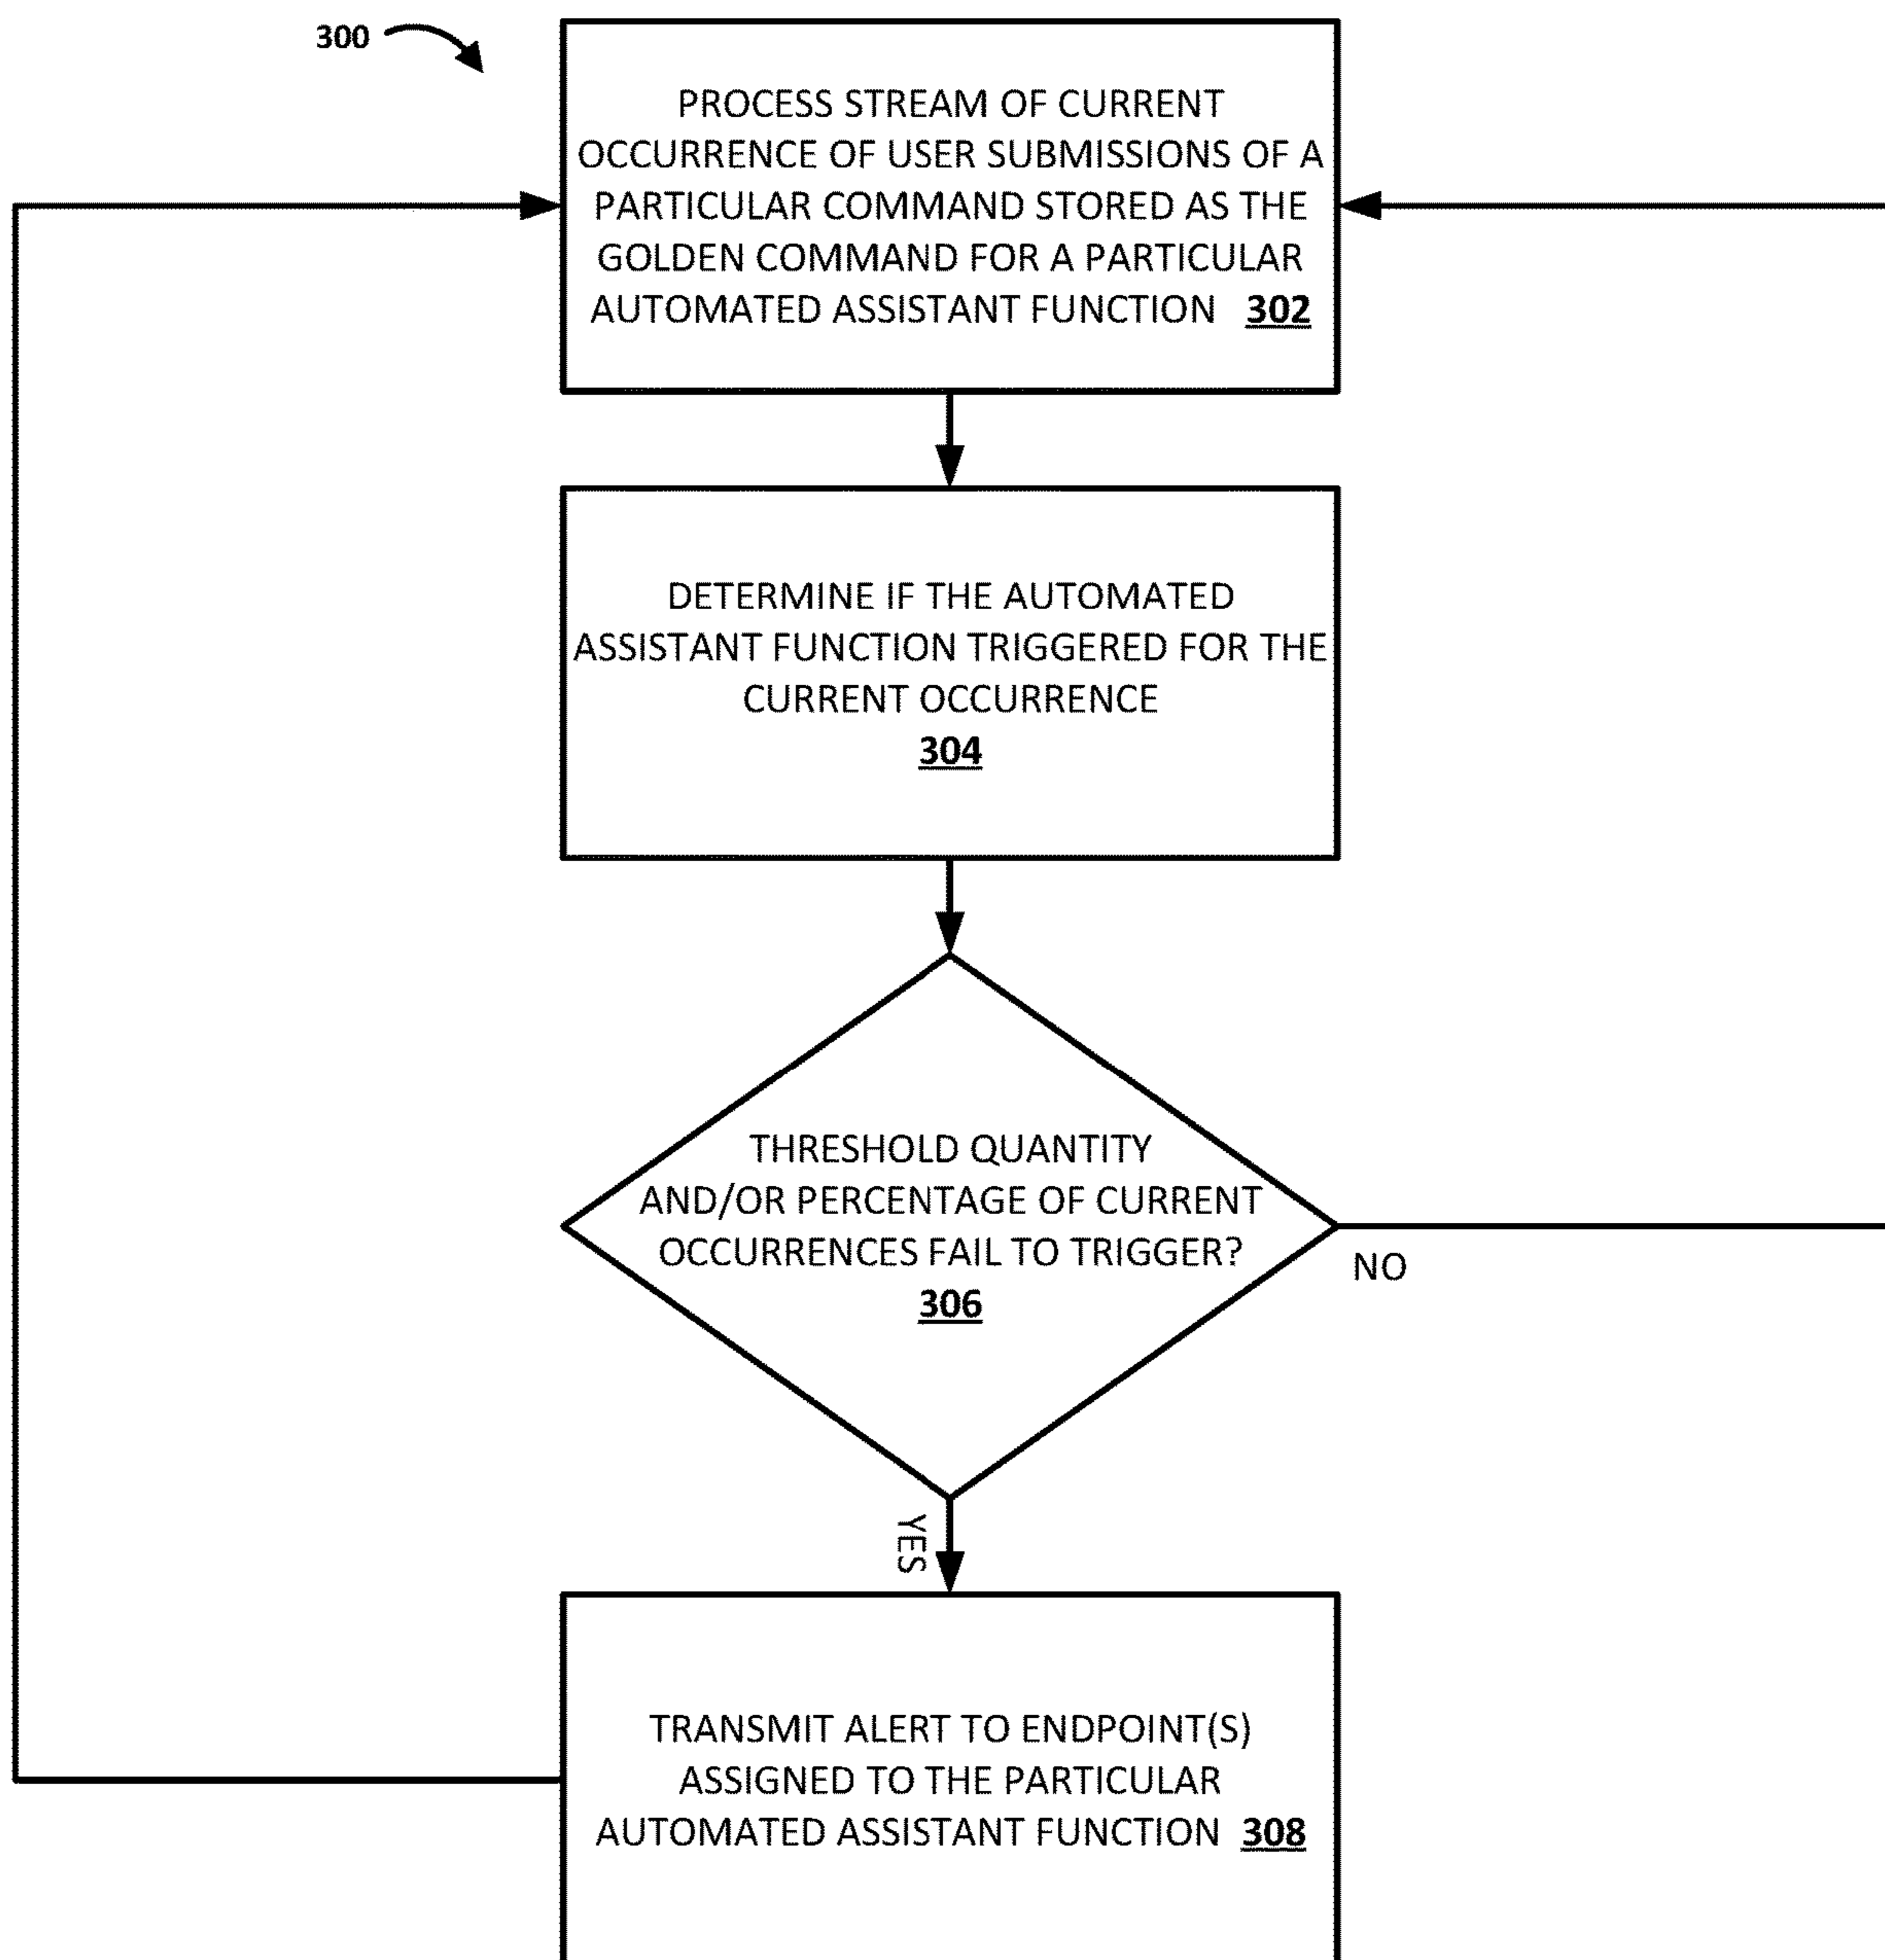 300
PROCESS STREAM OF CURRENT
OCCURRENCE OF USER SUBMISSIONS OF A
PARTICULAR COMMAND STORED AS THE
GOLDEN COMMAND FOR A PARTICULAR
AUTOMATED ASSISTANT FUNCTION 302
DETERMINE IF THE AUTOMATED
ASSISTANT FUNCTION TRIGGERED FOR THE
CURRENT OCCURRENCE
304
THRESHOLD QUANTITY
AND/OR PERCENTAGE OF CURRENT
OCCURRENCES FAIL TO TRIGGER?
306
NO
YES
TRANSMIT ALERT TO ENDPOINT(S)
ASSIGNED TO THE PARTICULAR
AUTOMATED ASSISTANT FUNCTION 308